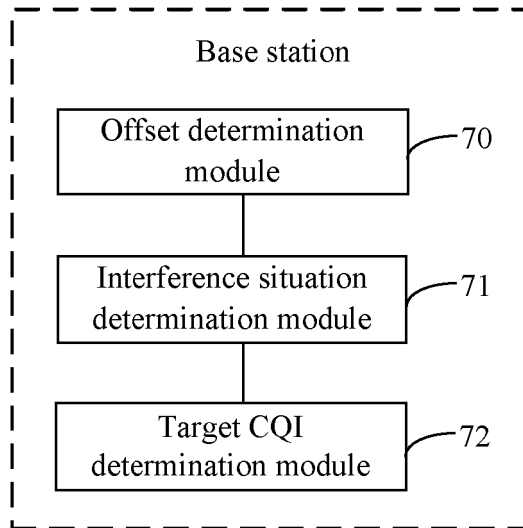 Base station
Offset determination
module
70
Interference situation
determination module
71
Target CQI
determination module
72